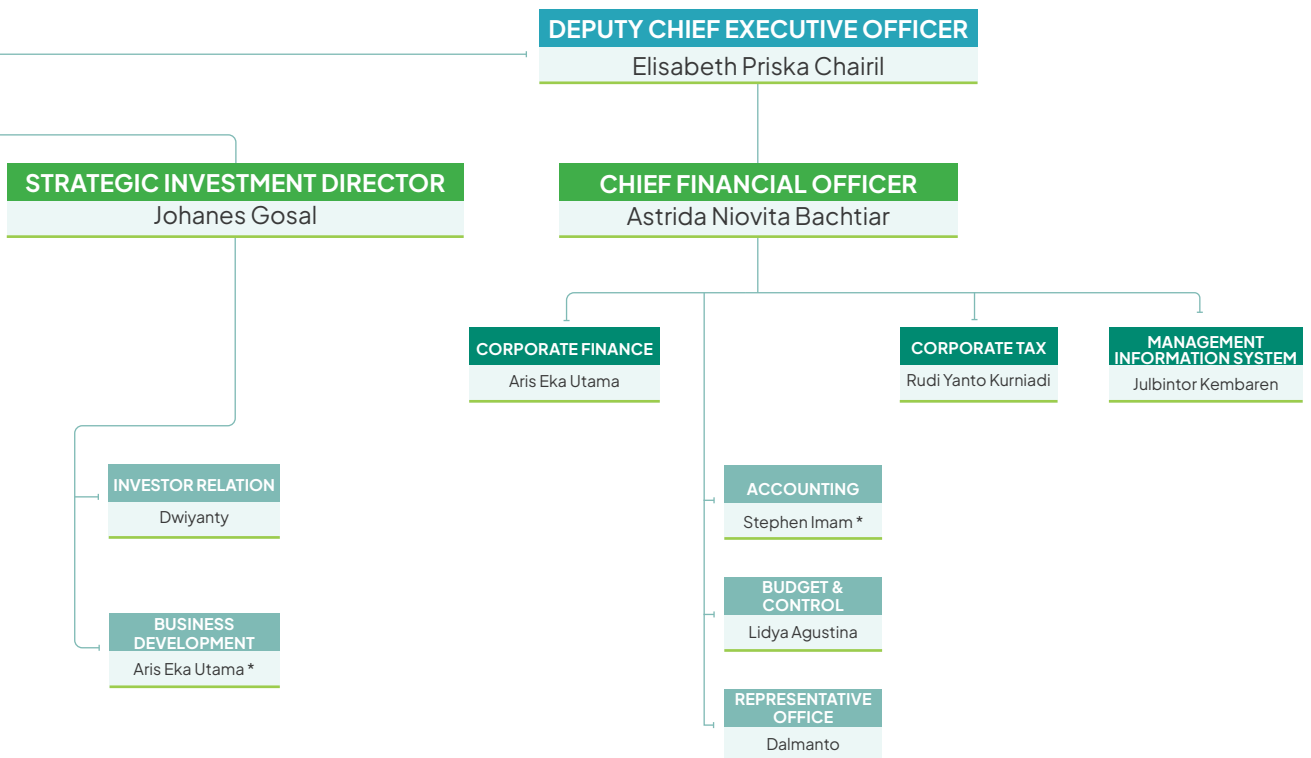 DEPUTY CHIEF EXECUTIVE OFFICER
Elisabeth Priska Chairil
STRATEGIC INVESTMENT DIRECTOR
Johanes Gosal
CHIEF FINANCIAL OFFICER
Astrida Niovita Bachtiar
CORPORATE FINANCE
Aris Eka Utama
CORPORATE TAX
Rudi Yanto Kurniadi
MANAGEMENT
INFORMATION SYSTEM
Julbintor Kembaren
INVESTOR RELATION
Dwiyanty
BUSINESS
DEVELOPMENT
Aris Eka Utama *
ACCOUNTING
Stephen Imam *
BUDGET &
CONTROL
Lidya Agustina
REPRESENTATIVE
OFFICE
Dalmanto